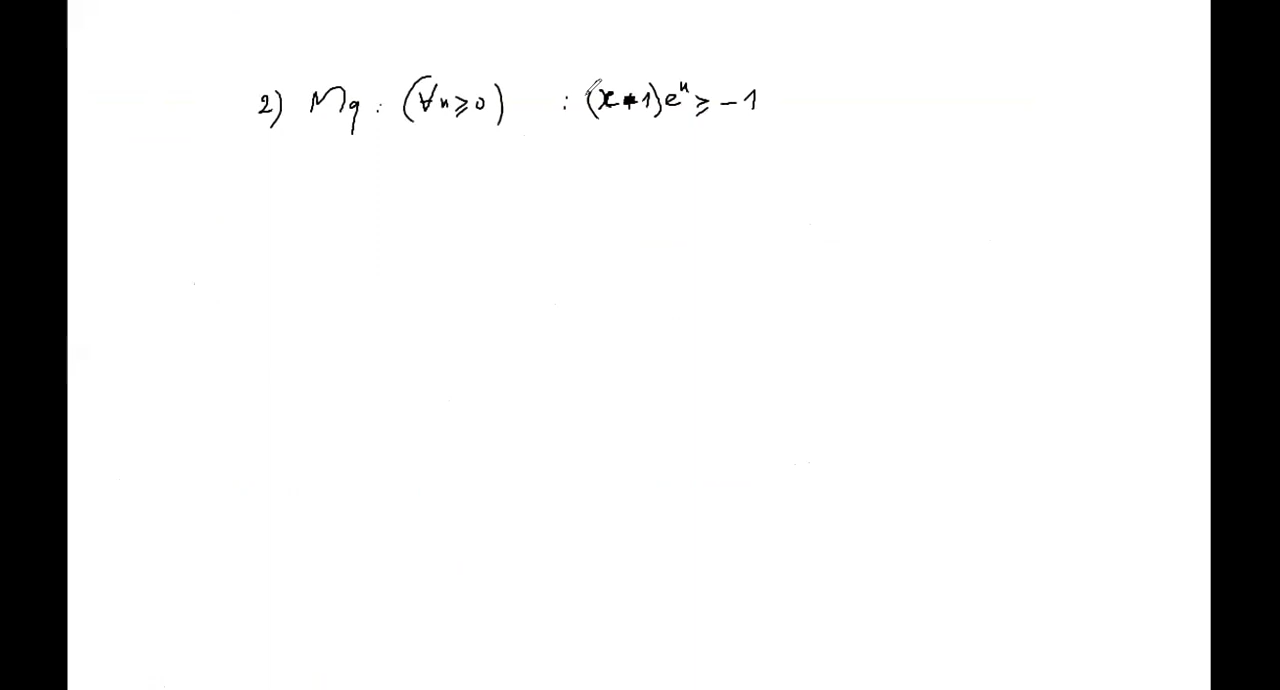 2) Mq : (∀x ≥ 0) : (x - 1)eˣ ≥ -1